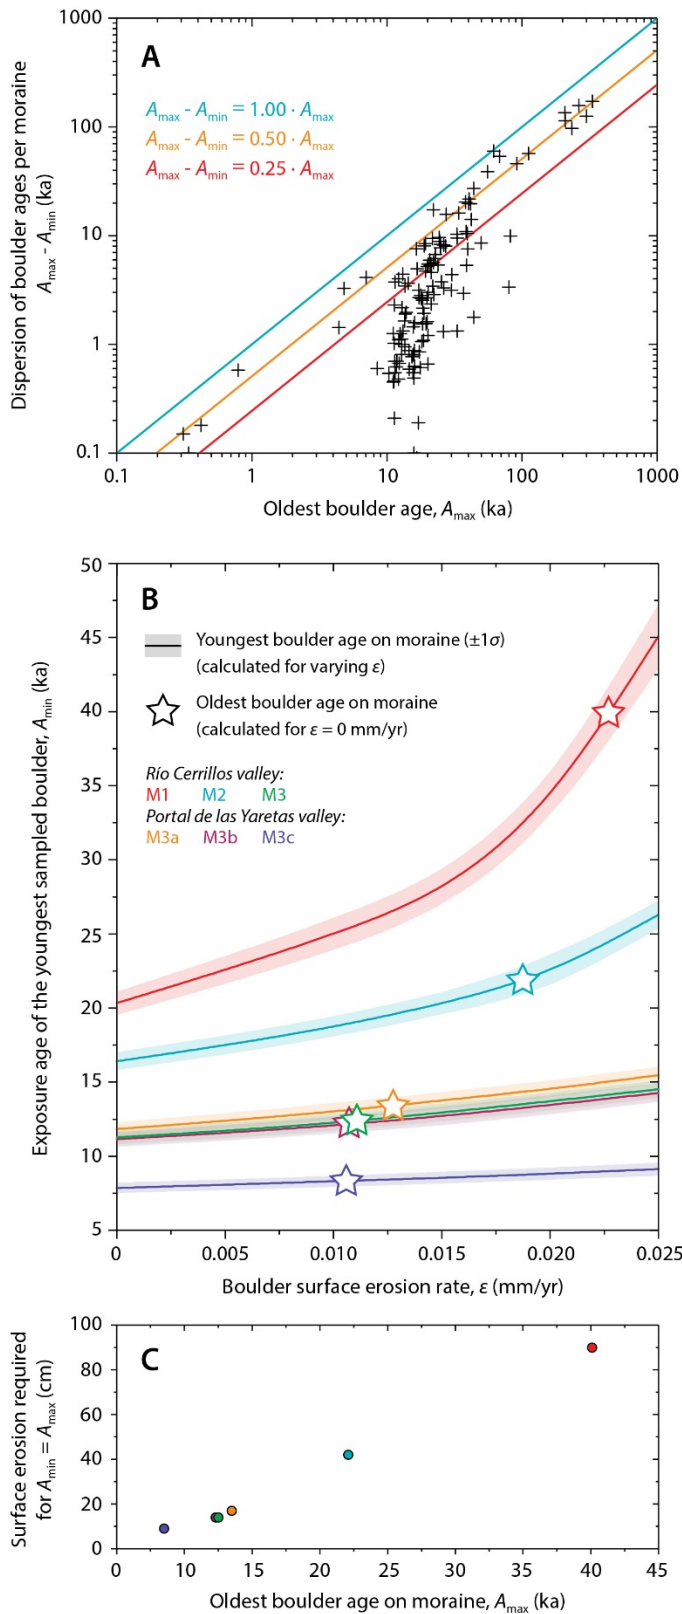 1000
100
10
1
0.1
Dispersion of boulder ages per moraine
Amax - Amin (ka)
A
Amax - Amin = 1.00 · Amax
Amax - Amin = 0.50 · Amax
Amax - Amin = 0.25 · Amax
0.1 1 10 100 1000
Oldest boulder age, Amax (ka)
50
45
40
35
30
25
20
15
10
5
Exposure age of the youngest sampled boulder, Amin (ka)
B
Youngest boulder age on moraine (±1σ)
(calculated for varying ε)
Oldest boulder age on moraine
(calculated for ε = 0 mm/yr)
Río Cerrillos valley:
M1 M2 M3
Portal de las Yaretas valley:
M3a M3b M3c
0 0.005 0.010 0.015 0.020 0.025
Boulder surface erosion rate, ε (mm/yr)
100
80
60
40
20
0
Surface erosion required
for Amin = Amax (cm)
C
0 5 10 15 20 25 30 35 40 45
Oldest boulder age on moraine, Amax (ka)